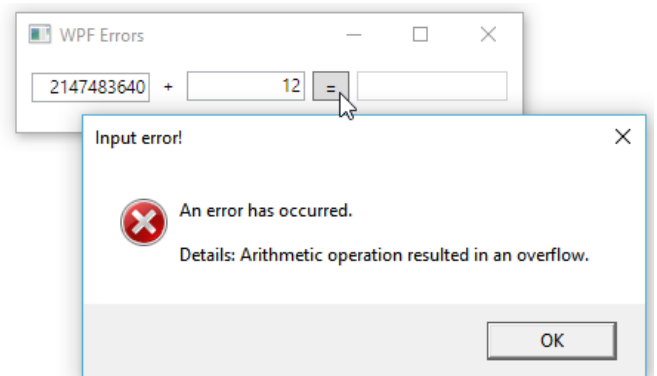 WPF Errors
2147483640 + 12 =
Input error!
An error has occurred.
Details: Arithmetic operation resulted in an overflow.
OK